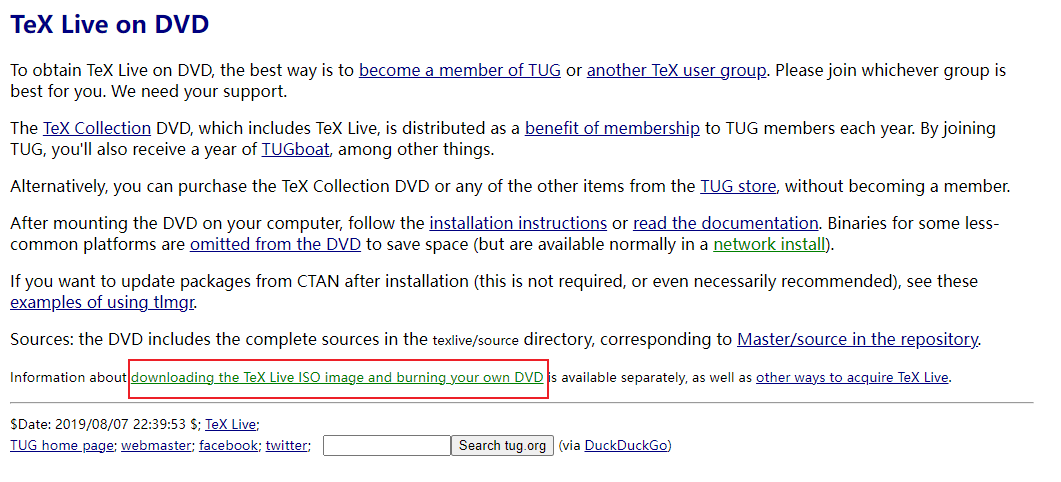 TeX Live on DVD
To obtain TeX Live on DVD, the best way is to become a member of TUG or another TeX user group. Please join whichever group is
best for you. We need your support.
The TeX Collection DVD, which includes TeX Live, is distributed as a benefit of membership to TUG members each year. By joining
TUG, you'll also receive a year of TUGboat, among other things.
Alternatively, you can purchase the TeX Collection DVD or any of the other items from the TUG store, without becoming a member.
After mounting the DVD on your computer, follow the installation instructions or read the documentation. Binaries for some less-
common platforms are omitted from the DVD to save space (but are available normally in a network install).
If you want to update packages from CTAN after installation (this is not required, or even necessarily recommended), see these
examples of using tlmgr.
Sources: the DVD includes the complete sources in the texlive/source directory, corresponding to Master/source in the repository.
Information about downloading the TeX Live ISO image and burning your own DVD is available separately, as well as other ways to acquire TeX Live.
$Date: 2019/08/07 22:39:53 $; TeX Live;
TUG home page; webmaster; facebook; twitter; Search tug.org (via DuckDuckGo)